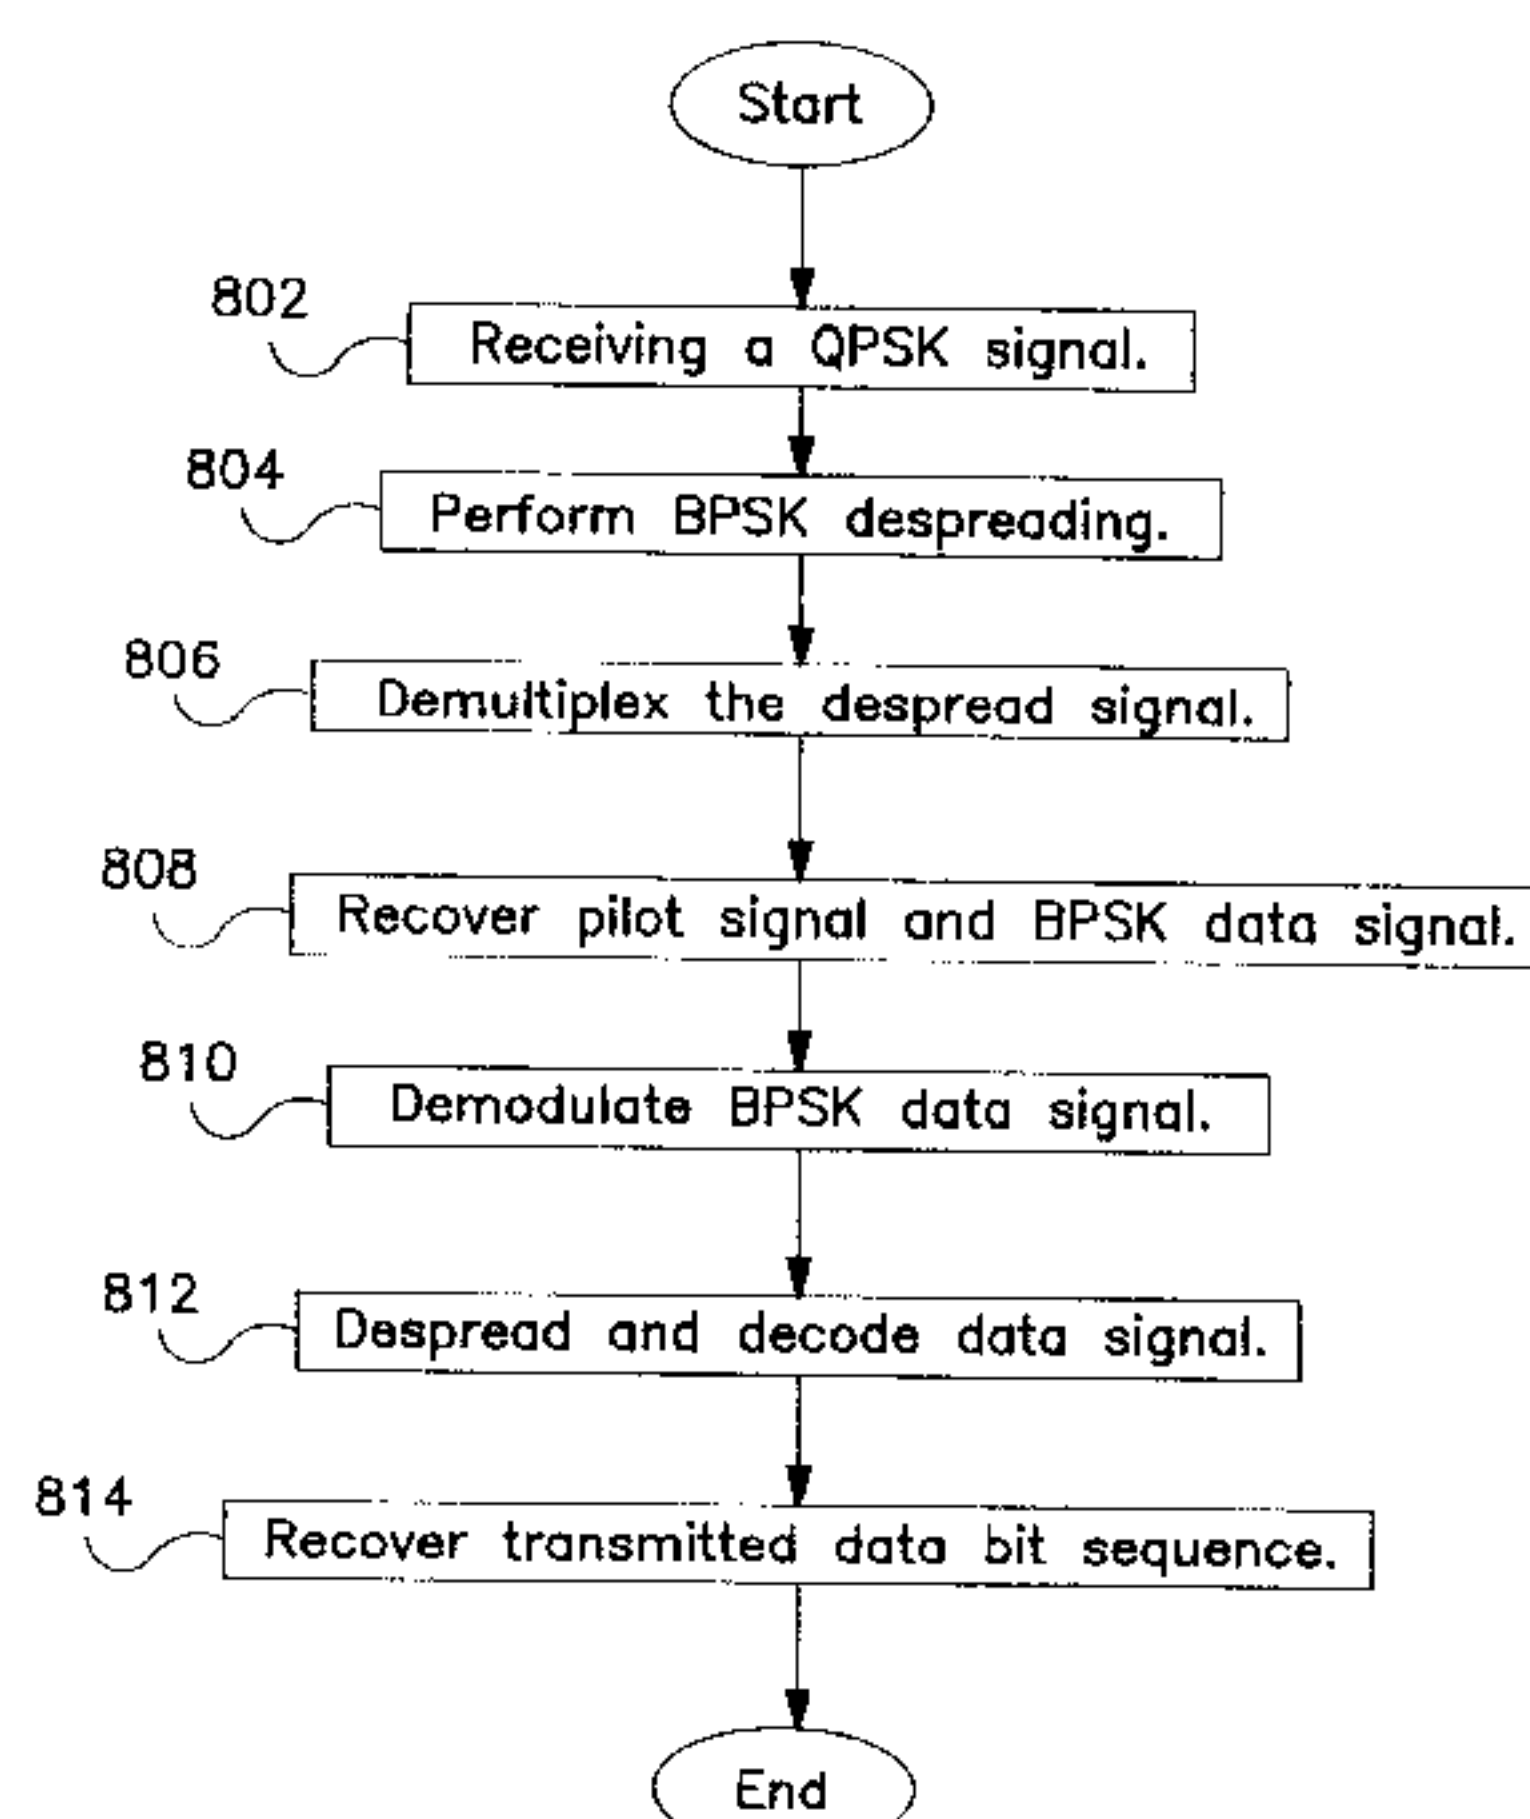 Start
802
Receiving a QPSK signal.
804
Perform BPSK despreading.
806
Demultiplex the despread signal.
808
Recover pilot signal and BPSK data signal.
810
Demodulate BPSK data signal.
812
Despread and decode data signal.
814
Recover transmitted data bit sequence.
End